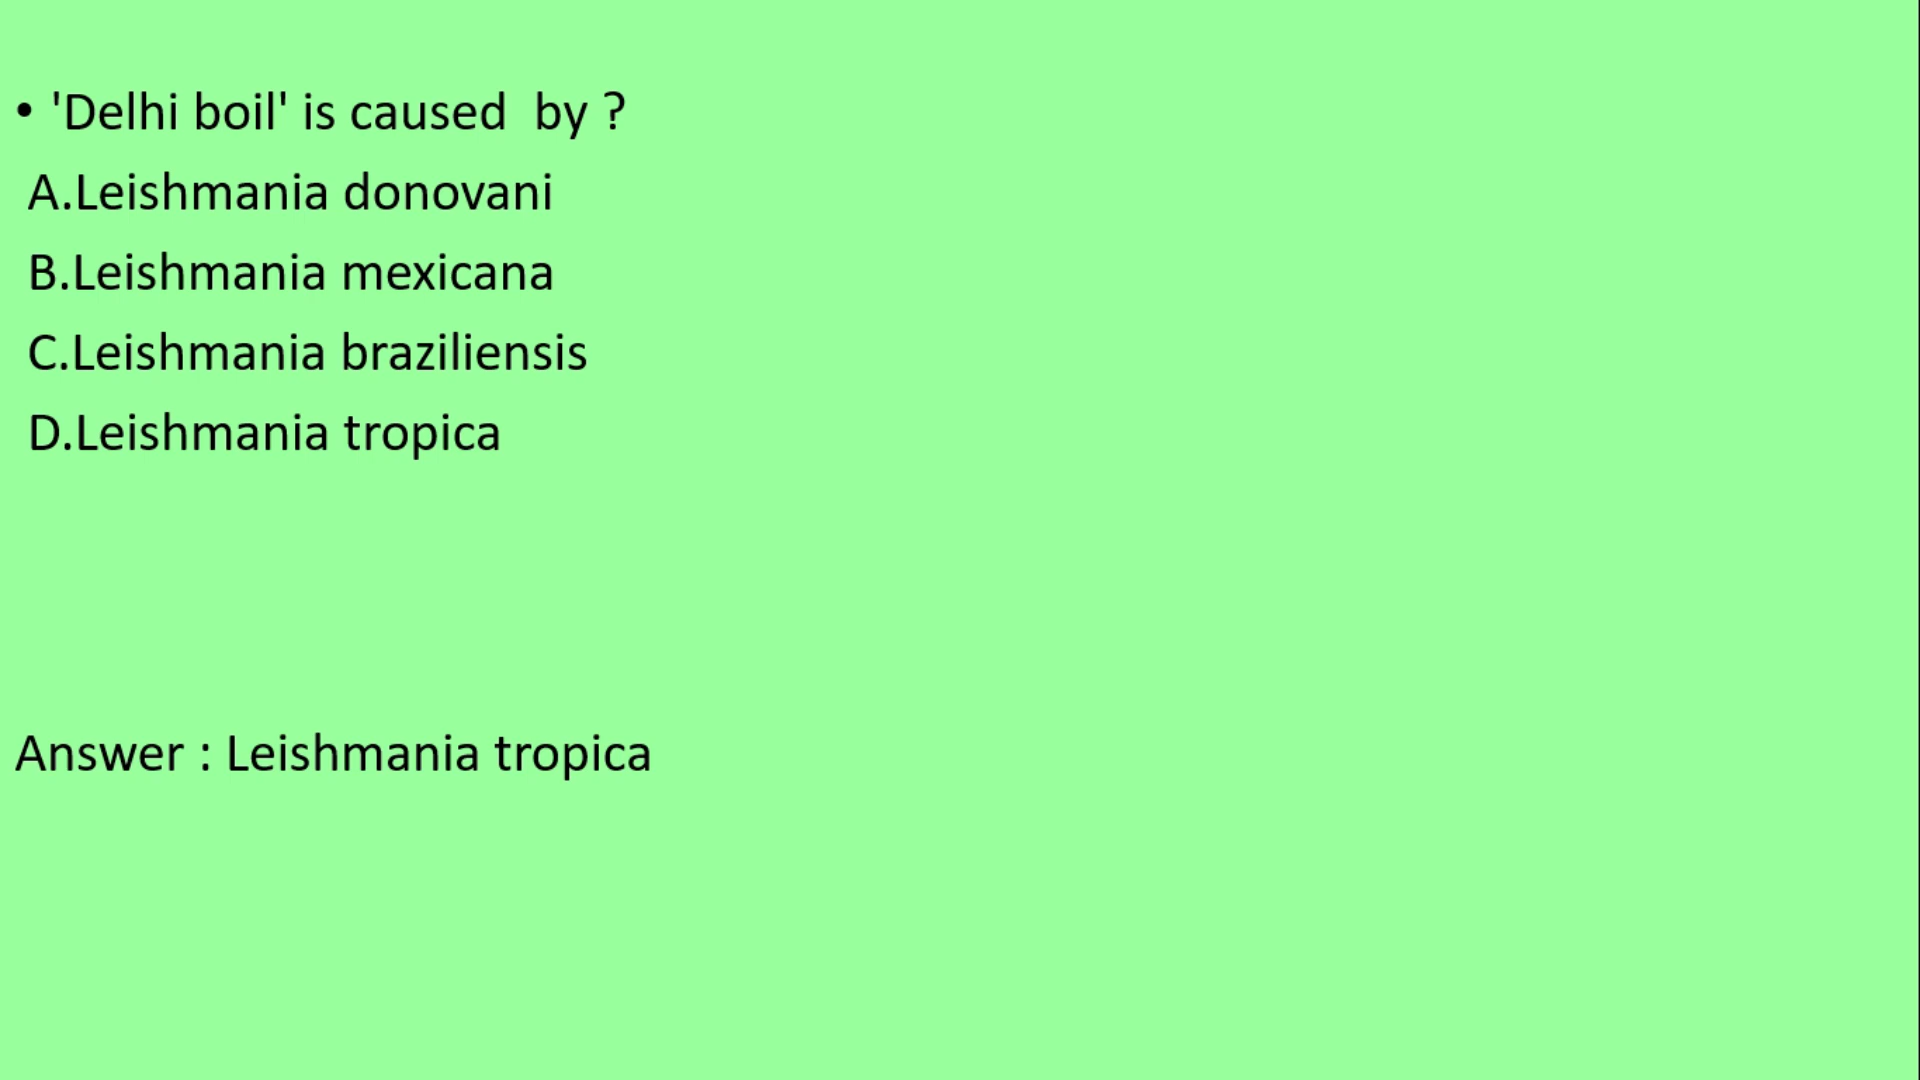 • 'Delhi boil' is caused  by ?
A.Leishmania donovani
B.Leishmania mexicana
C.Leishmania braziliensis
D.Leishmania tropica
Answer : Leishmania tropica